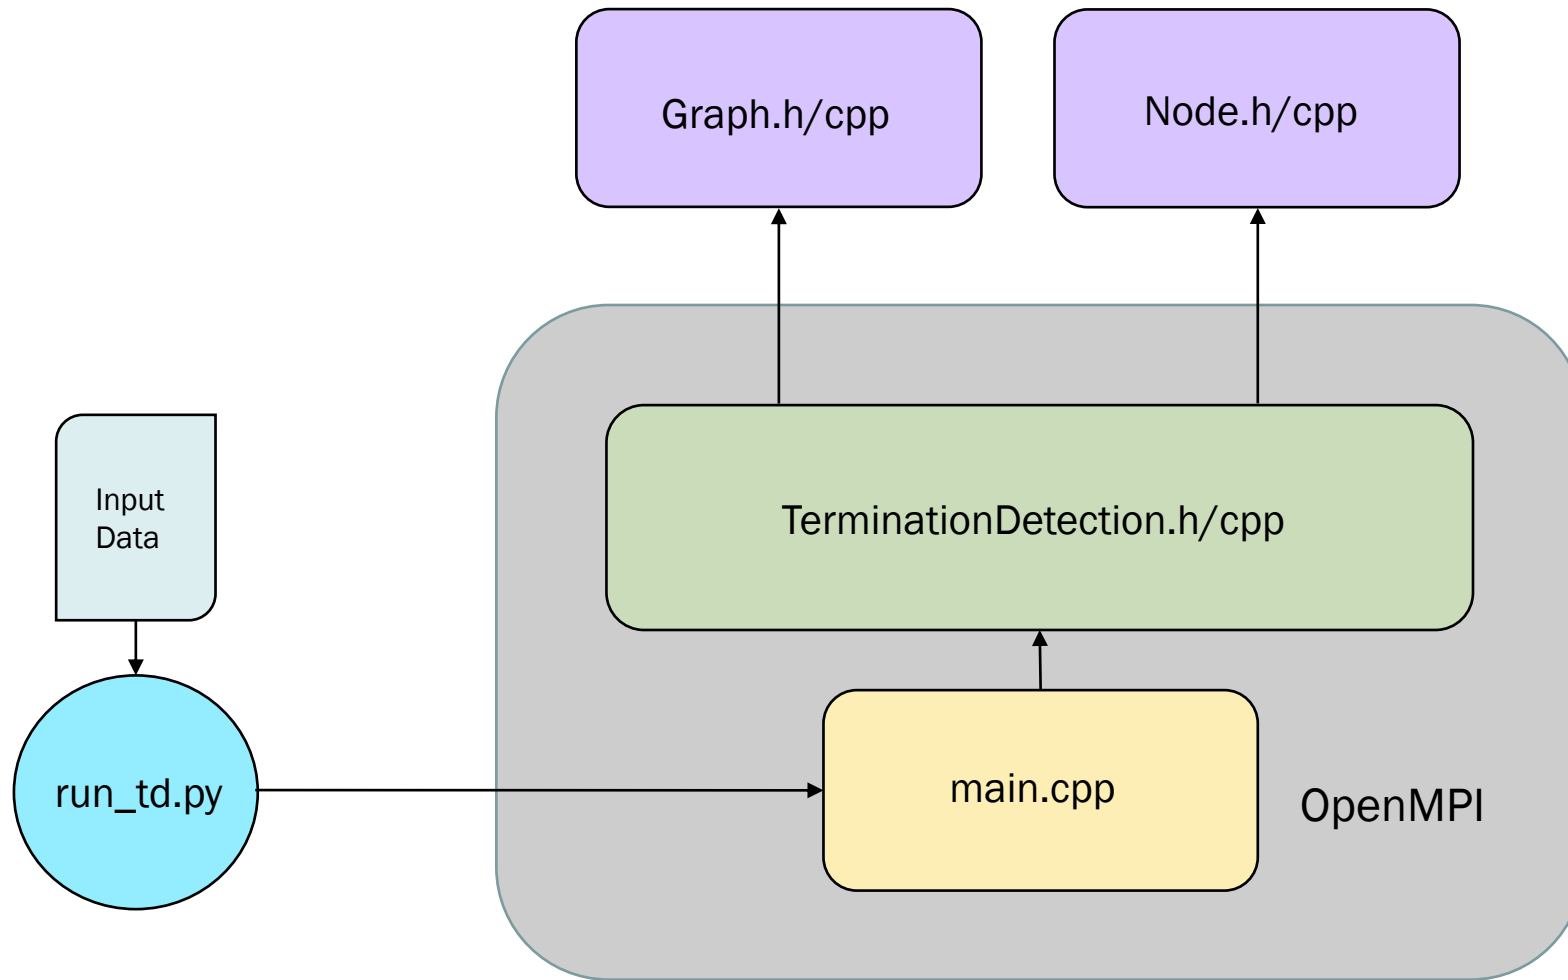 Graph.h/cpp
Node.h/cpp
Input
Data
TerminationDetection.h/cpp
run_td.py
main.cpp
OpenMPI